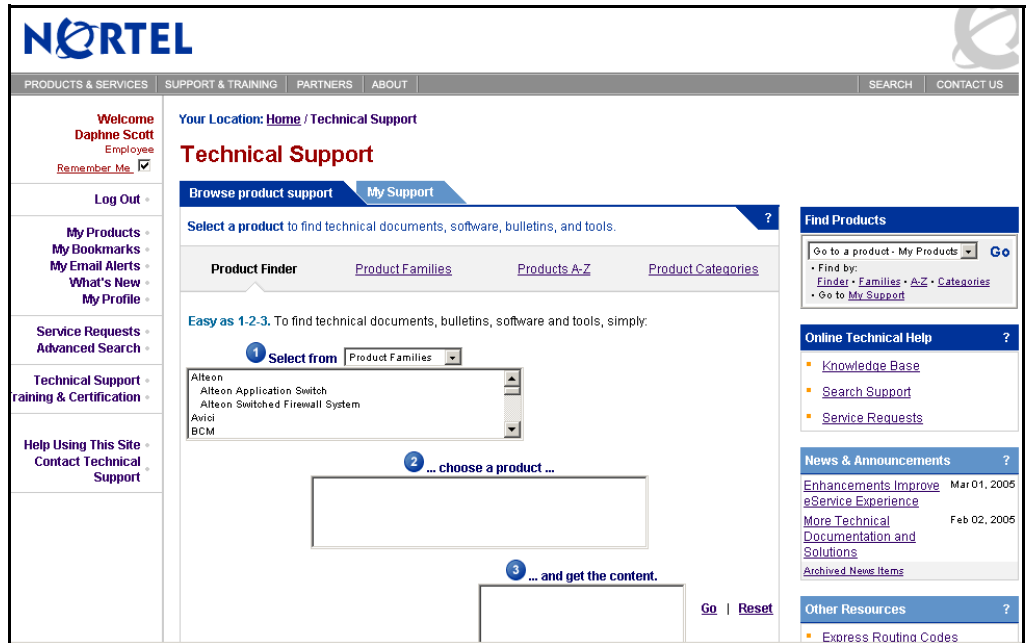 NORTEL
PRODUCTS & SERVICES SUPPORT & TRAINING PARTNERS ABOUT SEARCH CONTACT US
Welcome
Daphne Scott
Employee
Remember Me
Log Out
My Products
My Bookmarks
My Email Alerts
What's New
My Profile
Service Requests
Advanced Search
Technical Support
raining & Certification
Help Using This Site
Contact Technical
Support
Your Location: Home / Technical Support
Technical Support
Browse product support My Support
Select a product to find technical documents, software, bulletins, and tools. ?
Product Finder Product Families Products A-Z Product Categories
Easy as 1-2-3. To find technical documents, bulletins, software and tools, simply:
1 Select from Product Families
Alteon
Alteon Application Switch
Alteon Switched Firewall System
Avici
BCM
2 ... choose a product ...
3 ... and get the content.
Go | Reset
Find Products
Go to a product - My Products Go
• Find by:
Finder • Families • A-Z • Categories
• Go to My Support
Online Technical Help ?
Knowledge Base
Search Support
Service Requests
News & Announcements ?
Enhancements Improve Mar 01, 2005
eService Experience
More Technical Feb 02, 2005
Documentation and
Solutions
Archived News Items
Other Resources ?
Express Routing Codes